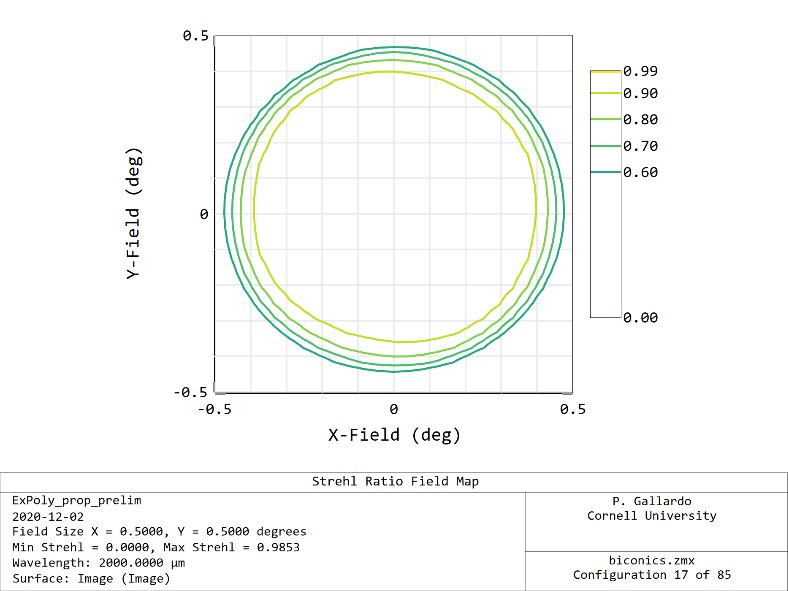 0.5
0
-0.5
Y-Field (deg)
-0.5
0
0.5
X-Field (deg)
0.99
0.90
0.80
0.70
0.60
0.00
Strehl Ratio Field Map
ExPoly_prop_prelim
2020-12-02
Field Size X = 0.5000, Y = 0.5000 degrees
Min Strehl = 0.0000, Max Strehl = 0.9853
Wavelength: 2000.0000 µm
Surface: Image (Image)
P. Gallardo
Cornell University
biconics.zmx
Configuration 17 of 85